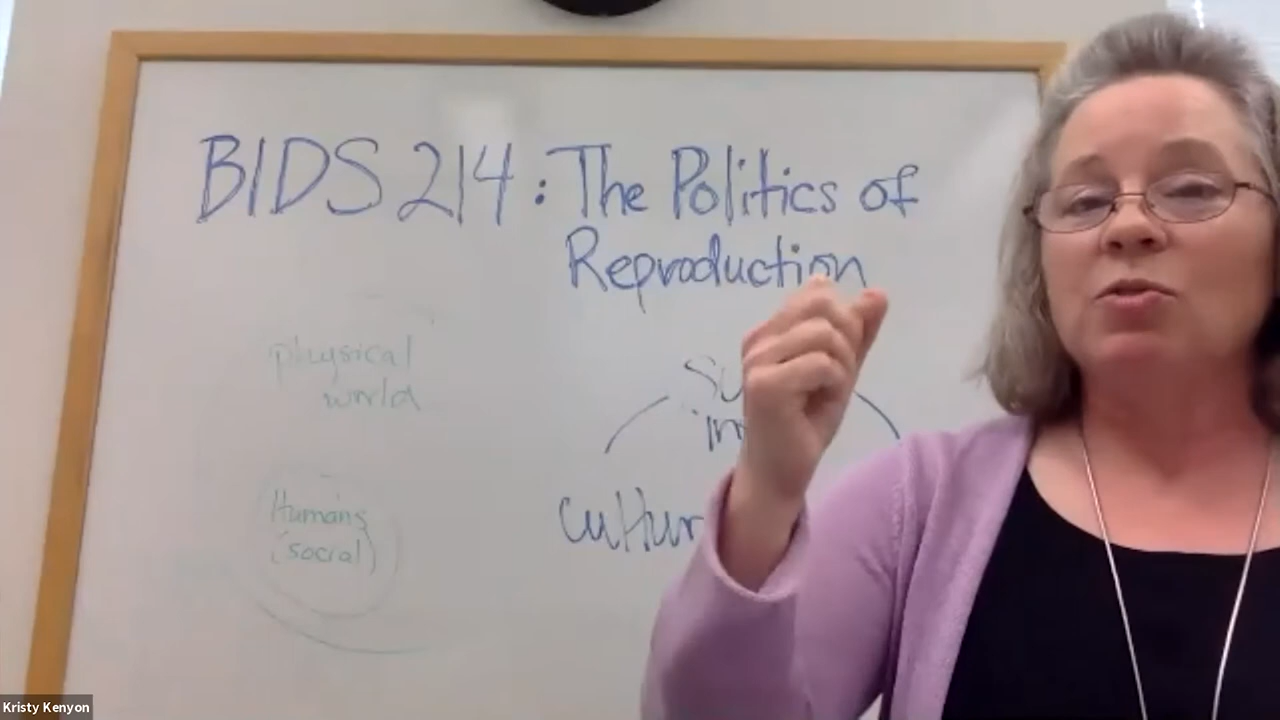 BIDS 214: The Politics of
Reproduction
physical
world
Humans
(social)
Kristy Kenyon